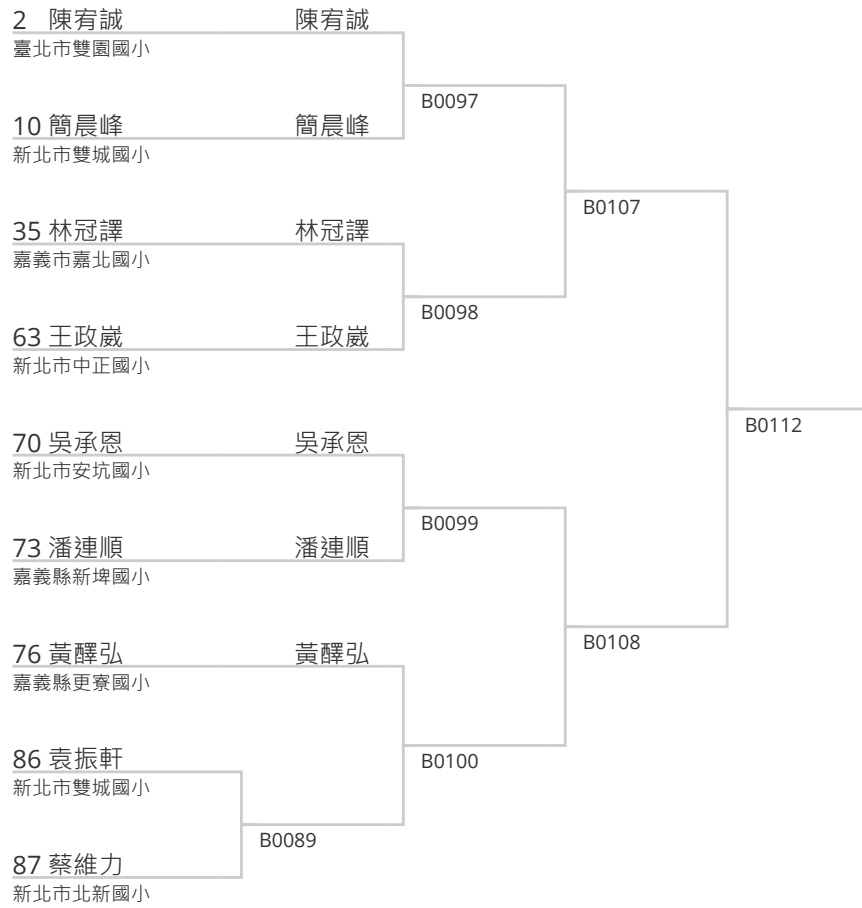 2 陳宥誠 陳宥誠
臺北市雙園國小
B0097
10 簡晨峰 簡晨峰
新北市雙城國小
B0107
35 林冠譯 林冠譯
嘉義市嘉北國小
B0098
63 王政崴 王政崴
新北市中正國小
B0112
70 吳承恩 吳承恩
新北市安坑國小
B0099
73 潘連順 潘連順
嘉義縣新埤國小
B0108
76 黃醳弘 黃醳弘
嘉義縣更寮國小
B0100
86 袁振軒
新北市雙城國小
B0089
87 蔡維力
新北市北新國小